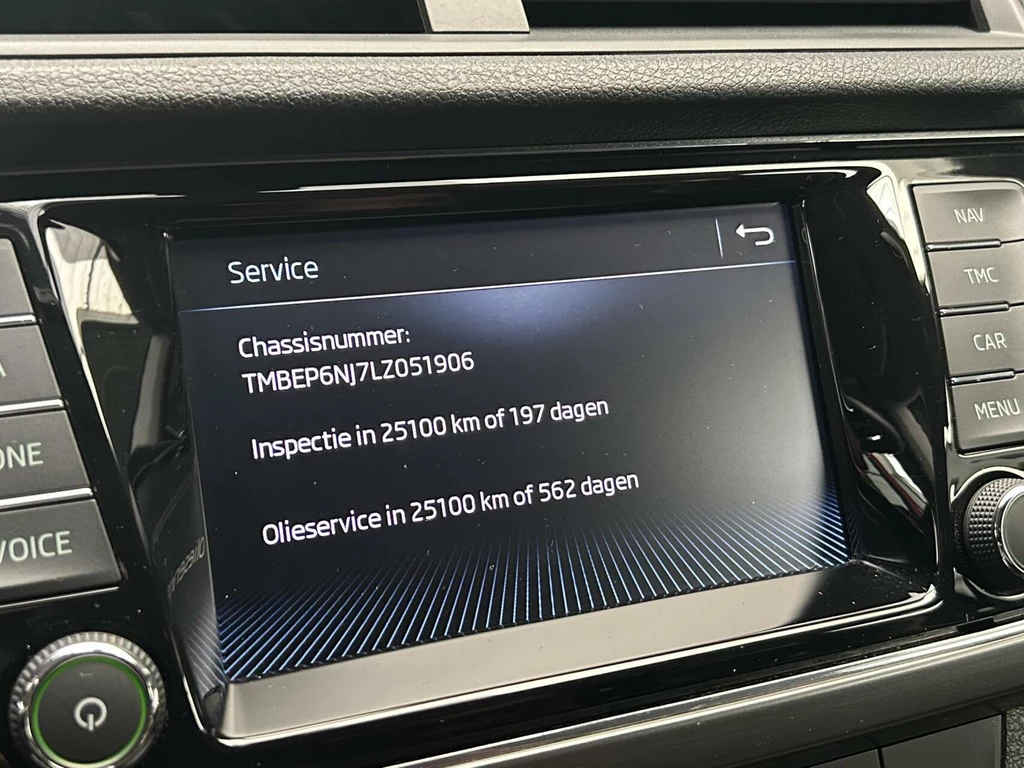 Service
Chassisnummer:
TMBEP6NJ7LZ051906
Inspectie in 25100 km of 197 dagen
Olieservice in 25100 km of 562 dagen
NAV
TMC
CAR
MENU
VOICE